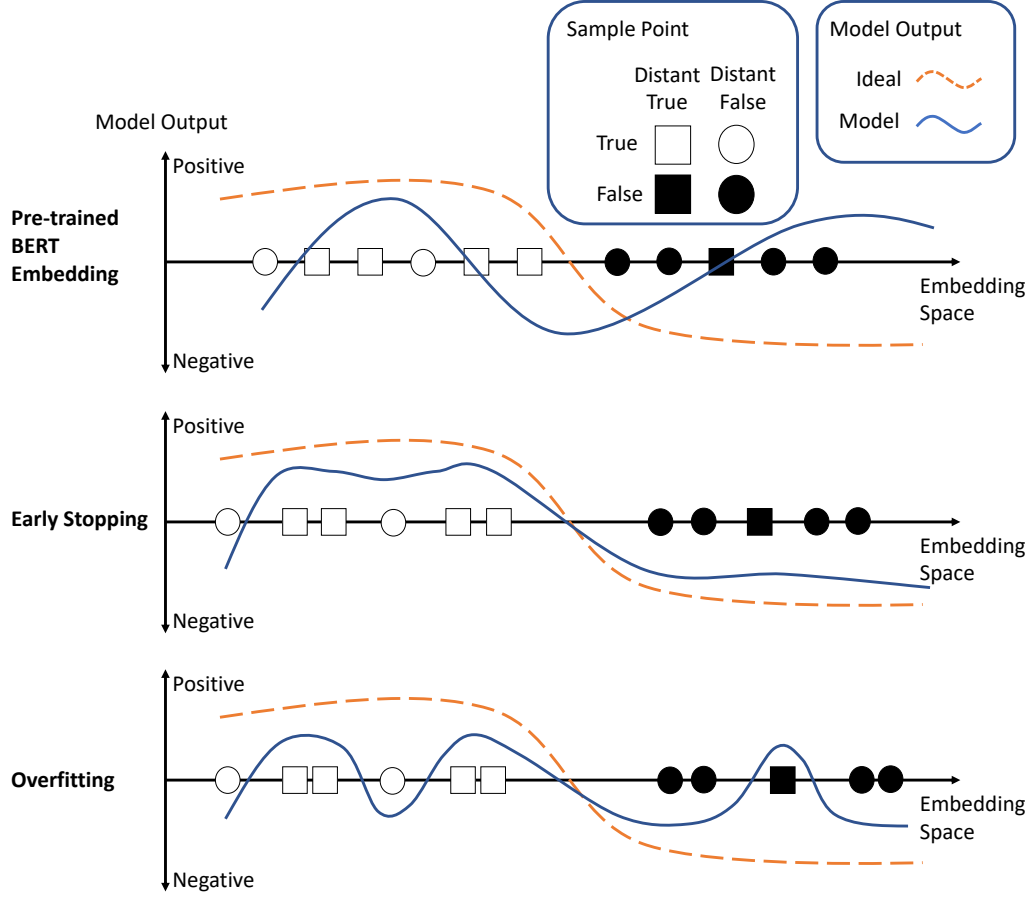 Sample Point
Distant
True
Distant
False
True
False
Model Output
Ideal
Model
Model Output
Positive
Pre-trained
BERT
Embedding
Embedding
Space
Negative
Positive
Early Stopping
Embedding
Space
Negative
Positive
Overfitting
Embedding
Space
Negative